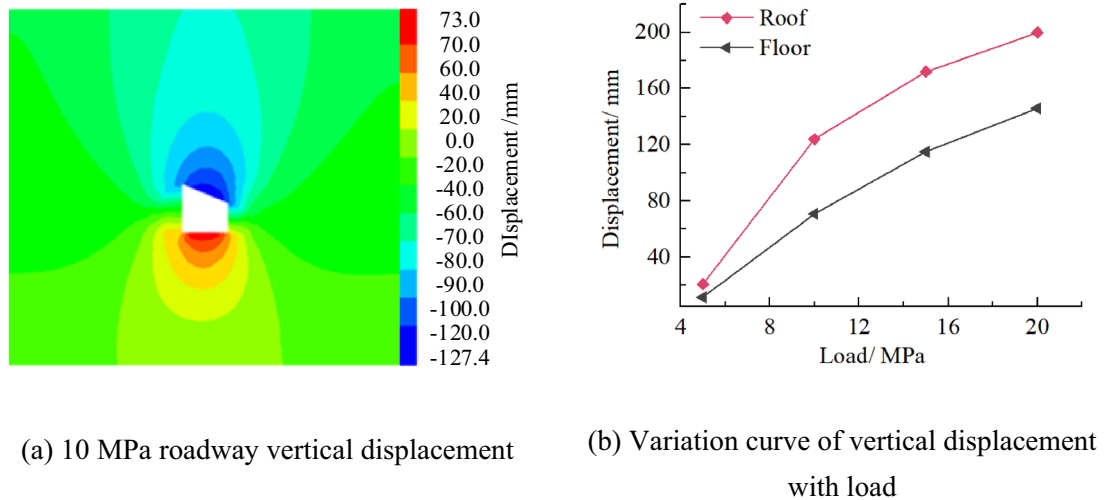 73.0
70.0
60.0
40.0
20.0
0.0
-20.0
-40.0
-60.0
-70.0
-90.0
-100.0
-120.0
-127.4
DIsplacement /mm
(a) 10 MPa roadway vertical displacement
Roof
Floor
200
160
120
80
40
Displacement/ mm
4 8 12 16 20
Load/ MPa
(b) Variation curve of vertical displacement
with load